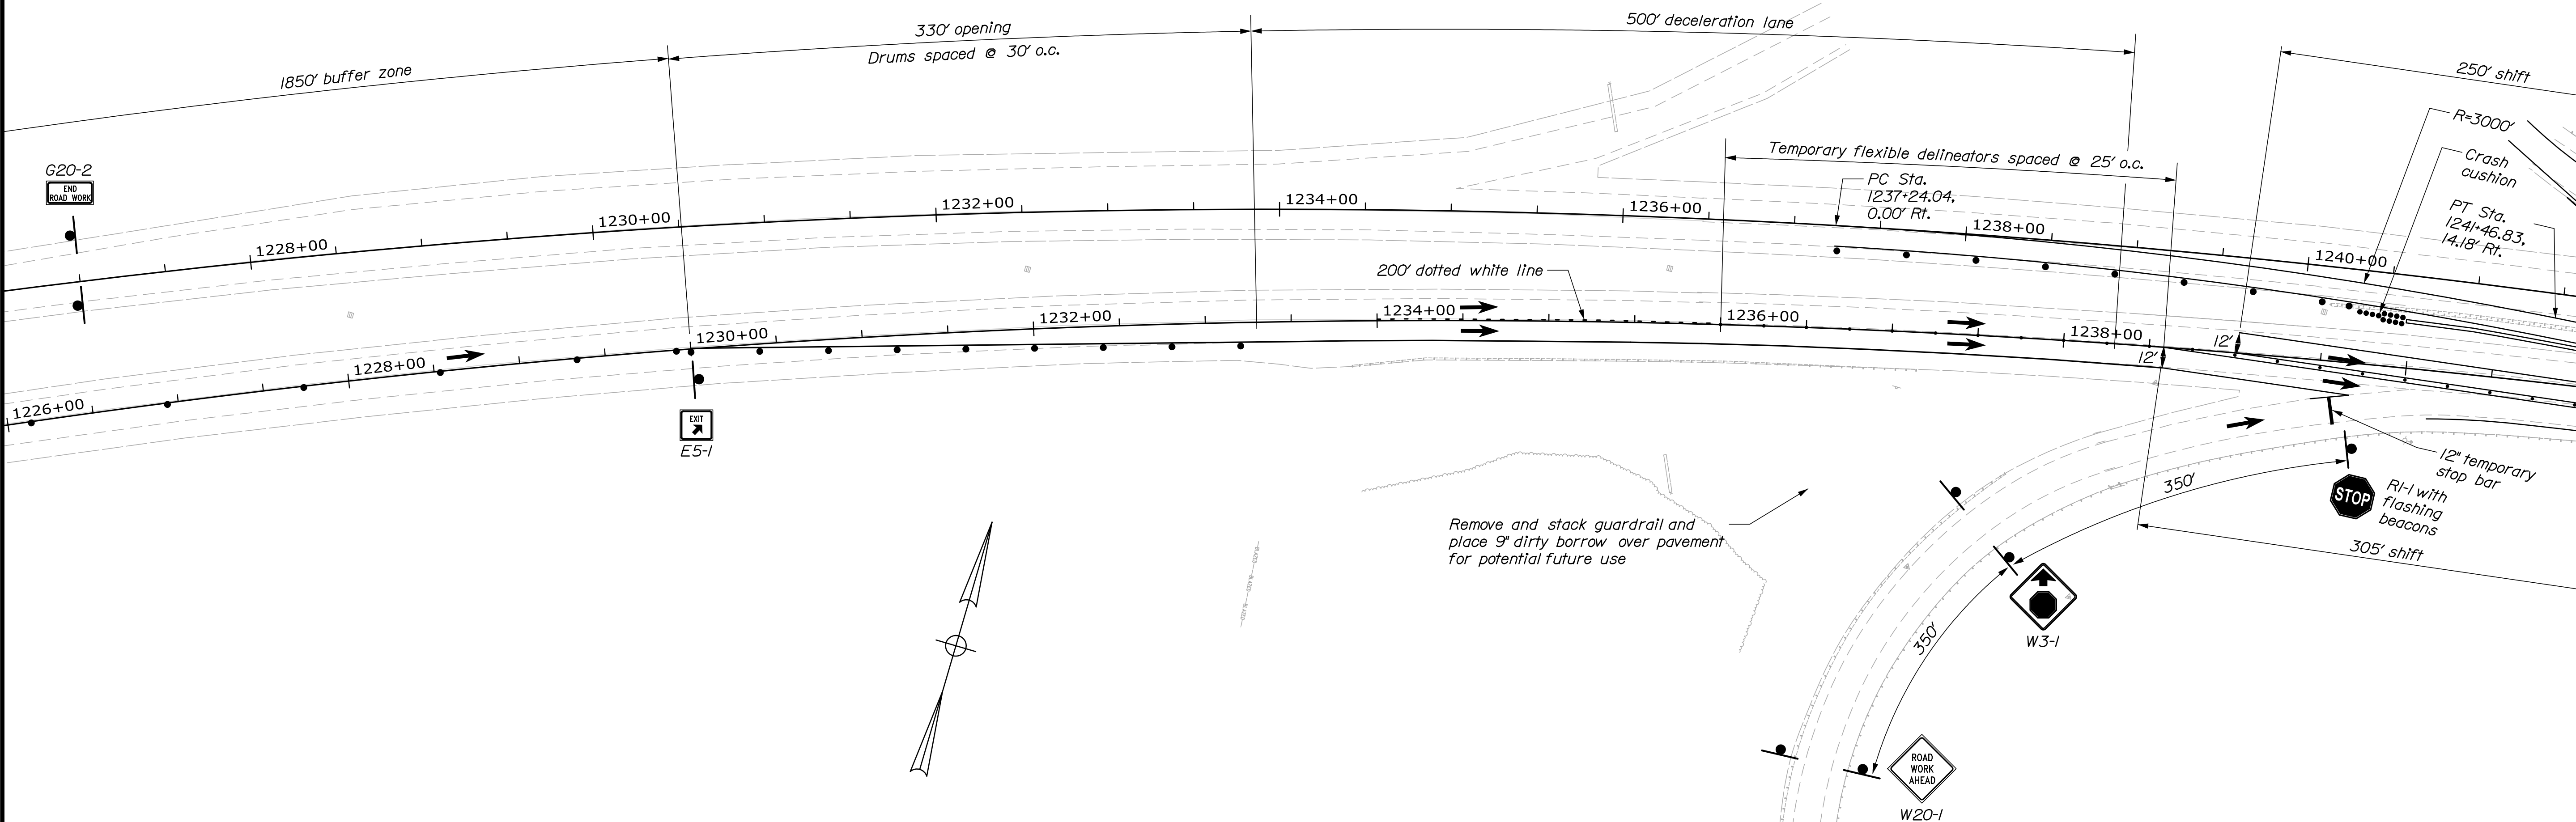 1850' buffer zone
330' opening
Drums spaced @ 30' o.c.
500' deceleration lane
250' shift
G20-2
END
ROAD WORK
R=3000'
Crash
cushion
PT Sta.
1241+46.83,
14.18' Rt.
Temporary flexible delineators spaced @ 25' o.c.
PC Sta.
1237+24.04,
0.00' Rt.
1228+00
1230+00
1232+00
1234+00
1236+00
1238+00
1240+00
200' dotted white line
1226+00
1228+00
1230+00
1232+00
1234+00
1236+00
1238+00
12'
12'
EXIT
E5-1
12" temporary
stop bar
350'
STOP
R1-1 with
flashing
beacons
305' shift
Remove and stack guardrail and
place 9" dirty borrow over pavement
for potential future use
350'
W3-1
ROAD
WORK
AHEAD
W20-1